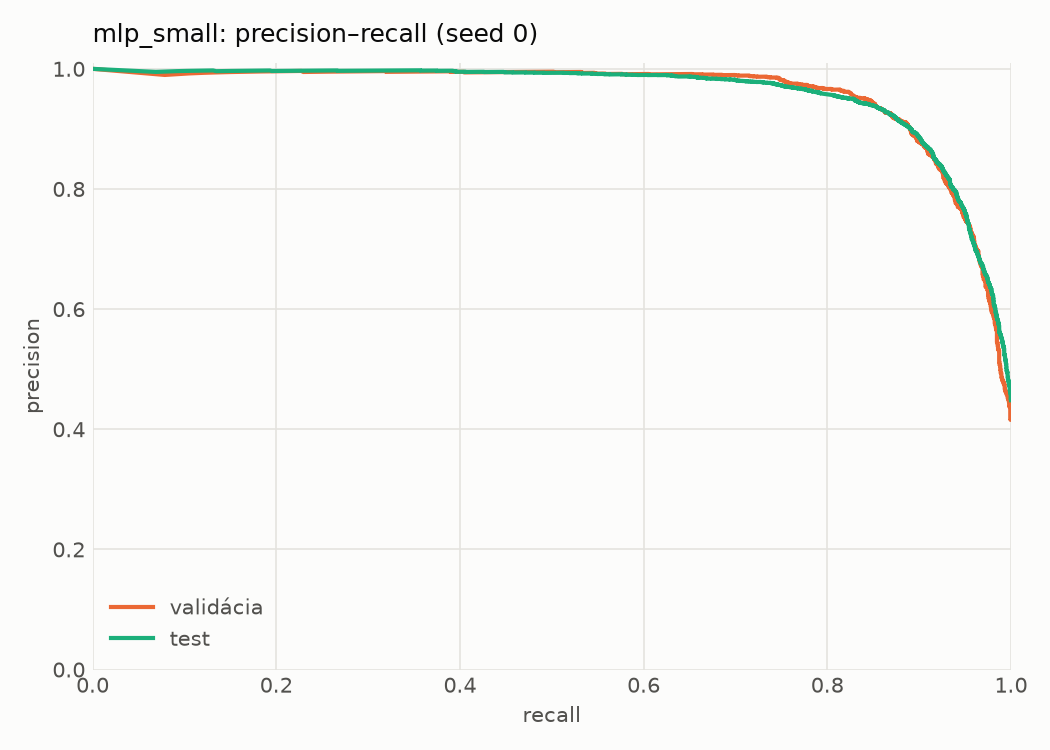 mlp_small: precision–recall (seed 0)
1.0
0.8
0.6
0.4
0.2
0.0
precision
validácia
test
0.0 0.2 0.4 0.6 0.8 1.0
recall